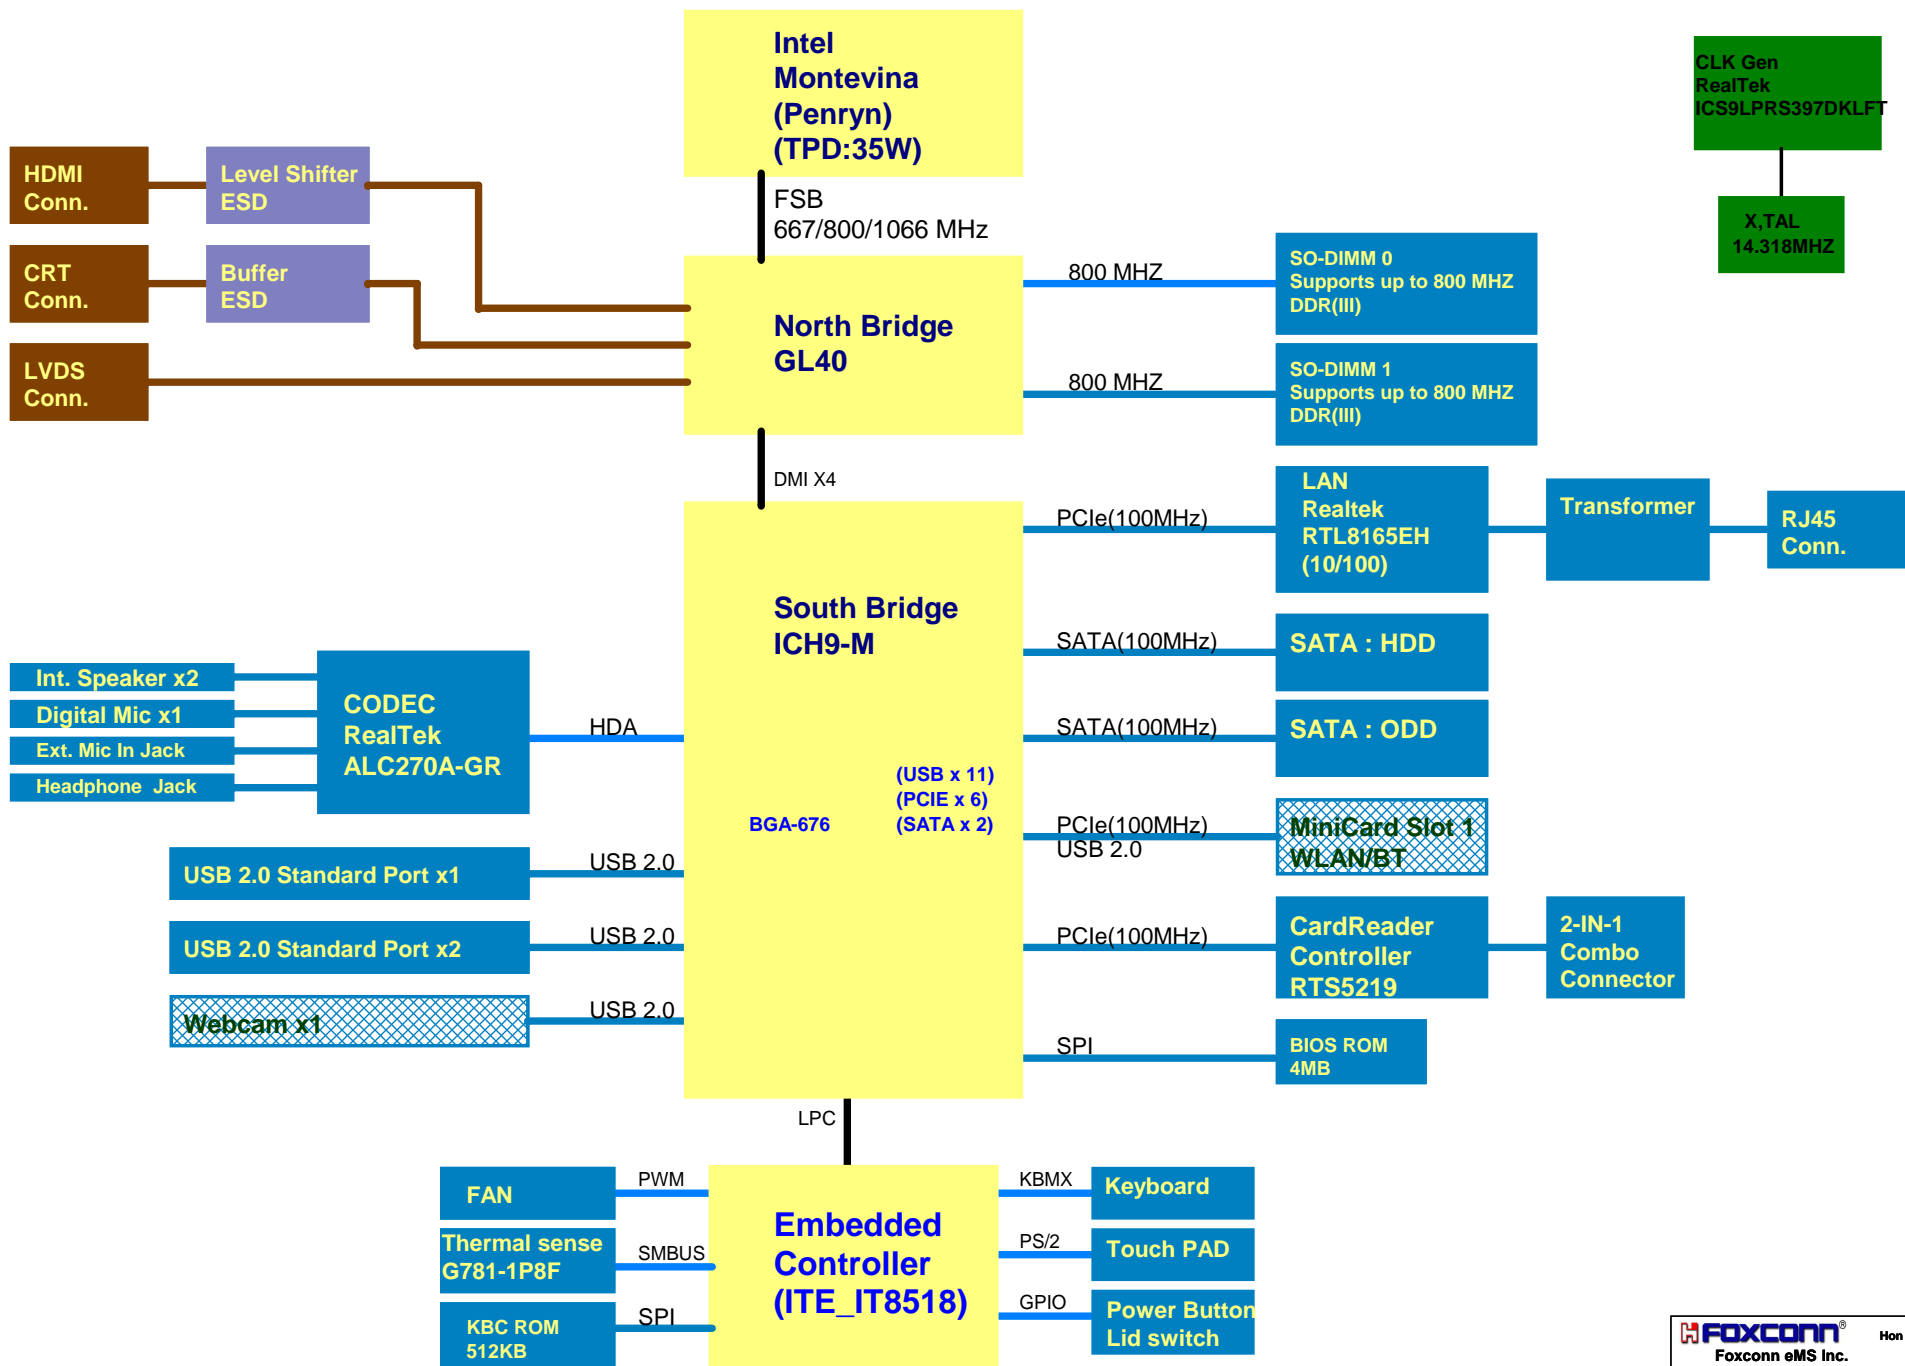 Intel
Montevina
(Penryn)
(TPD:35W)
CLK Gen
RealTek
ICS9LPRS397DKLFT
X,TAL
14.318MHZ
FSB
667/800/1066 MHz
HDMI
Conn.
Level Shifter
ESD
CRT
Conn.
Buffer
ESD
LVDS
Conn.
North Bridge
GL40
800 MHZ
SO-DIMM 0
Supports up to 800 MHZ
DDR(III)
800 MHZ
SO-DIMM 1
Supports up to 800 MHZ
DDR(III)
DMI X4
South Bridge
ICH9-M
BGA-676
(USB x 11)
(PCIE x 6)
(SATA x 2)
PCIe(100MHz)
LAN
Realtek
RTL8165EH
(10/100)
Transformer
RJ45
Conn.
SATA(100MHz)
SATA : HDD
SATA(100MHz)
SATA : ODD
PCIe(100MHz)
USB 2.0
MiniCard Slot 1
WLAN/BT
PCIe(100MHz)
CardReader
Controller
RTS5219
2-IN-1
Combo
Connector
SPI
BIOS ROM
4MB
Int. Speaker x2
Digital Mic x1
Ext. Mic In Jack
Headphone Jack
CODEC
RealTek
ALC270A-GR
HDA
USB 2.0 Standard Port x1
USB 2.0
USB 2.0 Standard Port x2
USB 2.0
Webcam x1
USB 2.0
LPC
Embedded
Controller
(ITE_IT8518)
FAN
PWM
Thermal sense
G781-1P8F
SMBUS
KBC ROM
512KB
SPI
KBMX
Keyboard
PS/2
Touch PAD
GPIO
Power Button
Lid switch
FOXCONN®
Hon
Foxconn eMS Inc.